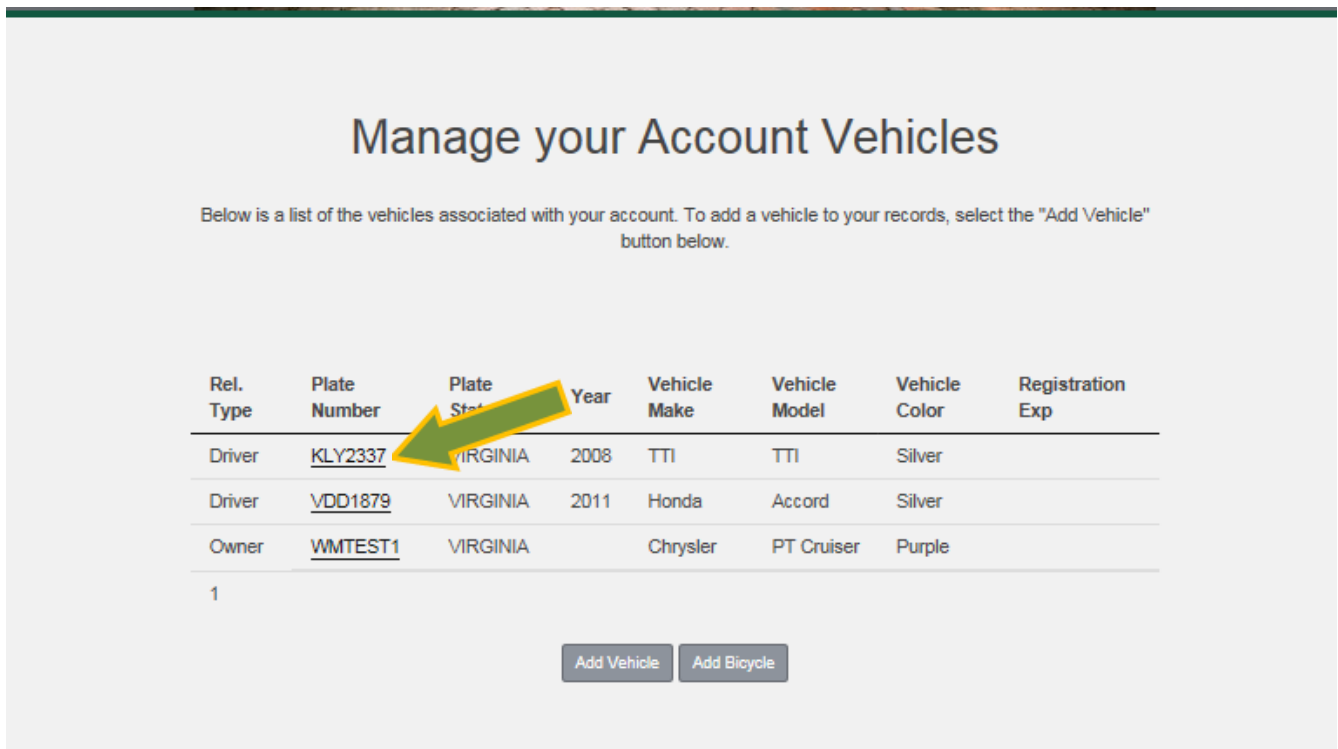 Manage your Account Vehicles
Below is a list of the vehicles associated with your account. To add a vehicle to your records, select the "Add Vehicle"
button below.
Rel. Type Plate Number Plate Year Vehicle Make Vehicle Model Vehicle Color Registration Exp
Driver KLY2337 VIRGINIA 2008 TTI TTI Silver
Driver VDD1879 VIRGINIA 2011 Honda Accord Silver
Owner WMTEST1 VIRGINIA Chrysler PT Cruiser Purple
1
Add Vehicle Add Bicycle